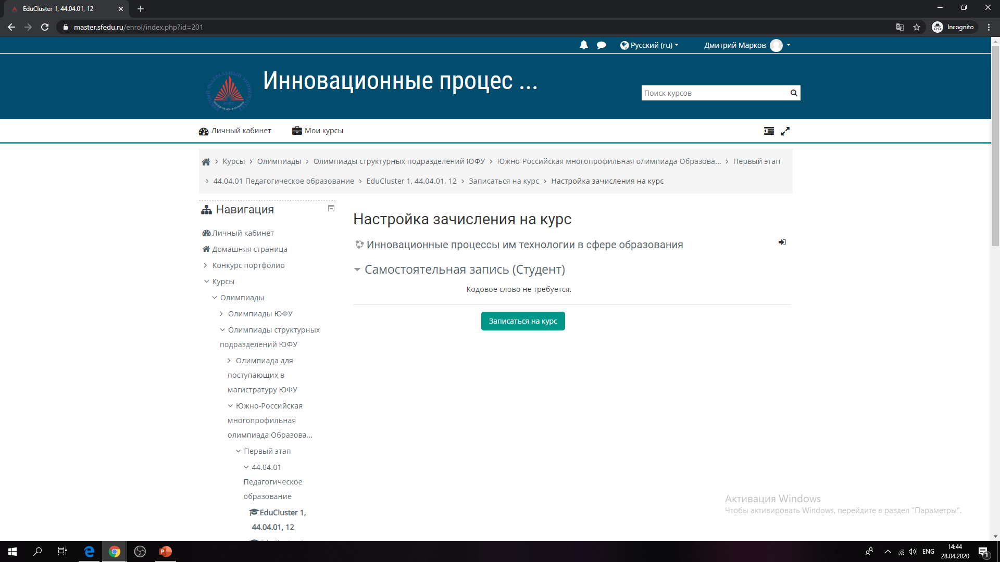 EduCluster 1, 44.04.01, 12
master.sfedu.ru/enrol/index.php?id=201
Incognito
Русский (ru)
Дмитрий Марков
Инновационные процес ...
Поиск курсов
Личный кабинет
Мои курсы
Курсы
Олимпиады
Олимпиады структурных подразделений ЮФУ
Южно-Российская многопрофильная олимпиада Образова...
Первый этап
44.04.01 Педагогическое образование
EduCluster 1, 44.04.01, 12
Записаться на курс
Настройка зачисления на курс
Навигация
Личный кабинет
Домашняя страница
Конкурс портфолио
Курсы
Олимпиады
Олимпиады ЮФУ
Олимпиады структурных
подразделений ЮФУ
Олимпиада для
поступающих в
магистратуру ЮФУ
Южно-Российская
многопрофильная
олимпиада Образова...
Первый этап
44.04.01
Педагогическое
образование
EduCluster 1,
44.04.01, 12
Настройка зачисления на курс
Инновационные процессы им технологии в сфере образования
Самостоятельная запись (Студент)
Кодовое слово не требуется.
Записаться на курс
Активация Windows
Чтобы активировать Windows, перейдите в раздел "Параметры".
ENG
14:44
28.04.2020
1